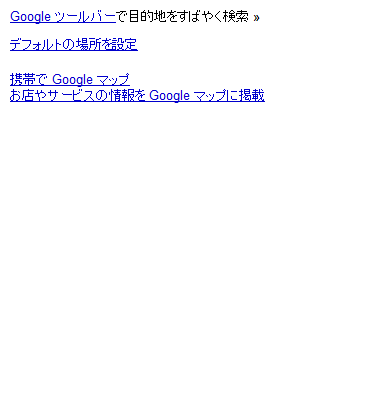 Google ツールバーで目的地をすばやく検索 »
デフォルトの場所を設定
携帯で Google マップ
お店やサービスの情報を Google マップに掲載